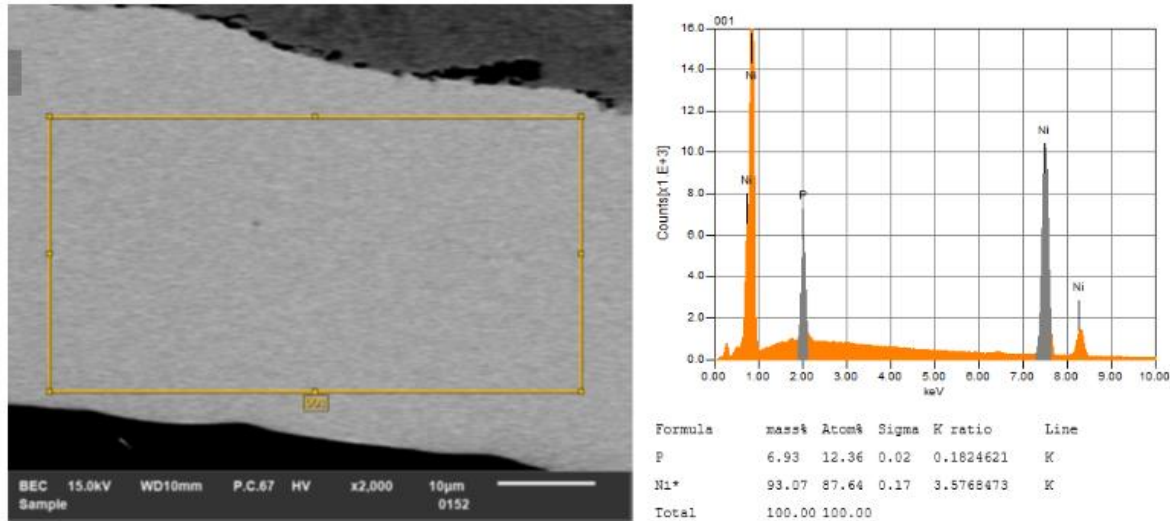 001
BEC 15.0kV WD10mm P.C.67 HV x2,000 10µm
Sample 0152
001
Counts[x1.E+3]
16.0
14.0
12.0
10.0
8.0
6.0
4.0
2.0
0.0
Ni
Ni
P
Ni
Ni
0.00 1.00 2.00 3.00 4.00 5.00 6.00 7.00 8.00 9.00 10.00
keV
Formula mass% Atom% Sigma K ratio Line
P 6.93 12.36 0.02 0.1824621 K
Ni* 93.07 87.64 0.17 3.5768473 K
Total 100.00 100.00